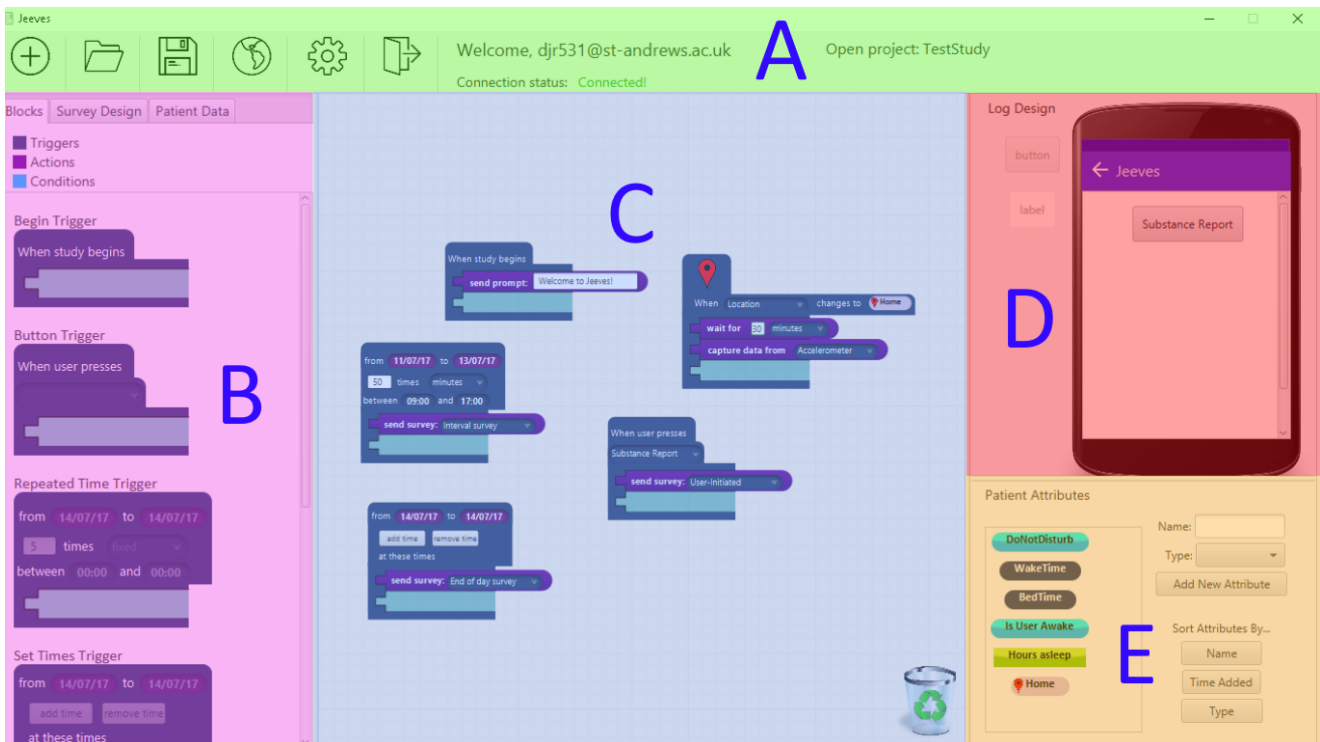 Jeeves
Welcome, djr531@st-andrews.ac.uk
Connection status: Connected!
A
Open project: TestStudy
Blocks Survey Design Patient Data
Triggers
Actions
Conditions
Begin Trigger
When study begins
Button Trigger
When user presses
B
Repeated Time Trigger
from 14/07/17 to 14/07/17
5 times fixed
between 00:00 and 00:00
Set Times Trigger
from 14/07/17 to 14/07/17
add time remove time
at these times
C
When study begins
send prompt: Welcome to Jeeves!
When Location changes to Home
wait for 30 minutes
capture data from Accelerometer
from 11/07/17 to 13/07/17
50 times minutes
between 09:00 and 17:00
send survey: Interval survey
When user presses
Substance Report
send survey: User-Initiated
from 14/07/17 to 14/07/17
add time remove time
at these times
send survey: End of day survey
Log Design
button
label
D
Jeeves
Substance Report
Patient Attributes
DoNotDisturb
WakeTime
BedTime
Is User Awake
Hours asleep
Home
E
Name:
Type:
Add New Attribute
Sort Attributes By...
Name
Time Added
Type